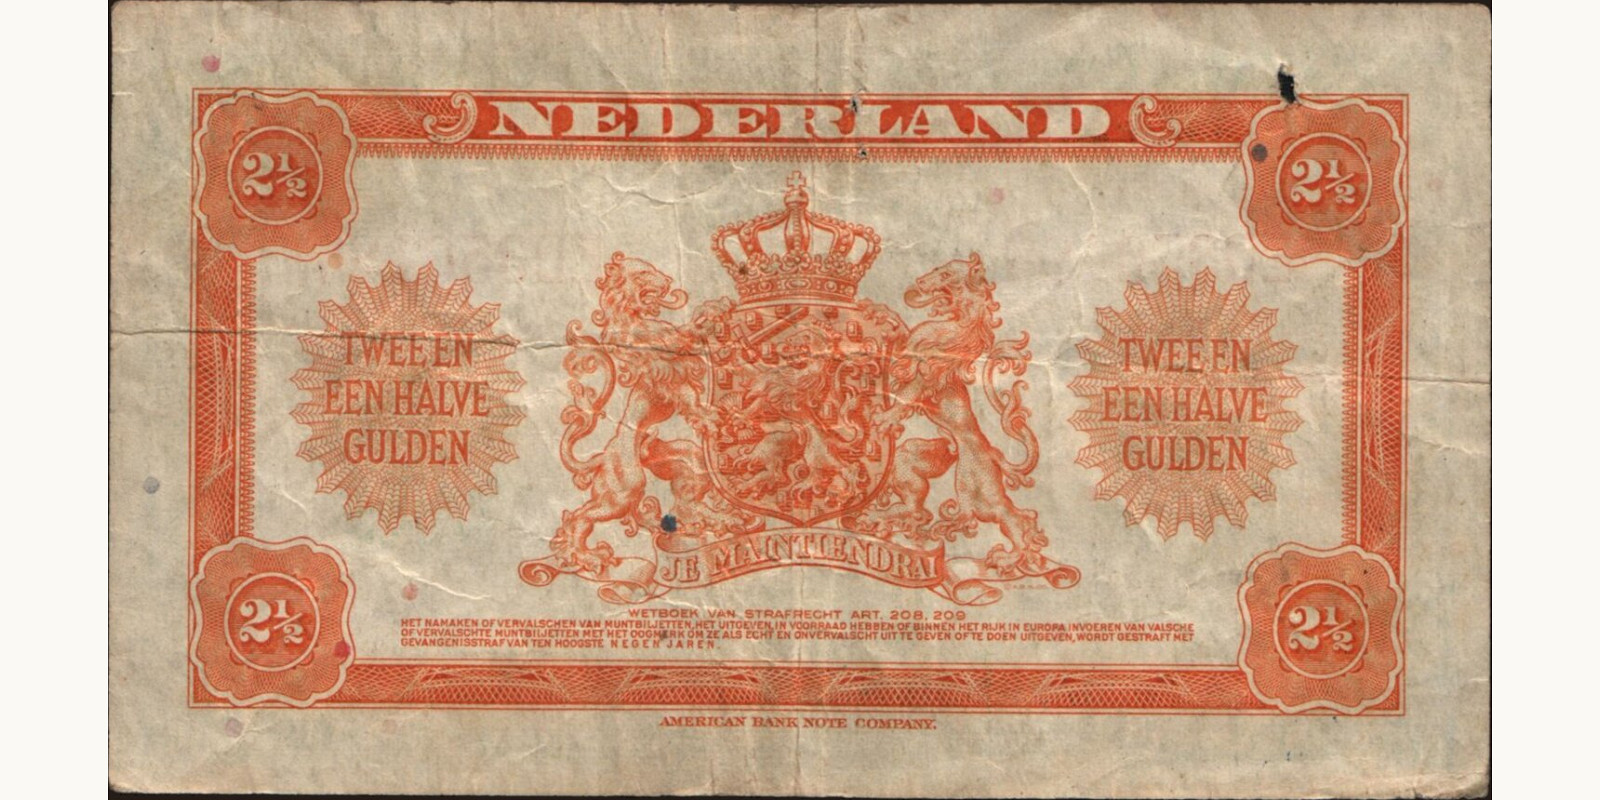 NEDERLAND
2½ 2½
TWEE EN
EEN HALVE
GULDEN
TWEE EN
EEN HALVE
GULDEN
JE MAINTIENDRAI
WETBOEK VAN STRAFRECHT ART. 208, 209
HET NAMAKEN OF VERVALSCHEN VAN MUNTBILJETTEN, HET UITGEVEN, IN VOORRAAD HEBBEN OF BINNEN HET RIJK IN EUROPA INVOEREN VAN VALSCHE
OF VERVALSCHTE MUNTBILJETTEN MET HET OOGMERK OM ZE ALS ECHT EN ONVERVALSCHT UIT TE GEVEN OF TE DOEN UITGEVEN, WORDT GESTRAFT MET
GEVANGENISSTRAF VAN TEN HOOGSTE NEGEN JAREN.
2½ 2½
AMERICAN BANK NOTE COMPANY.